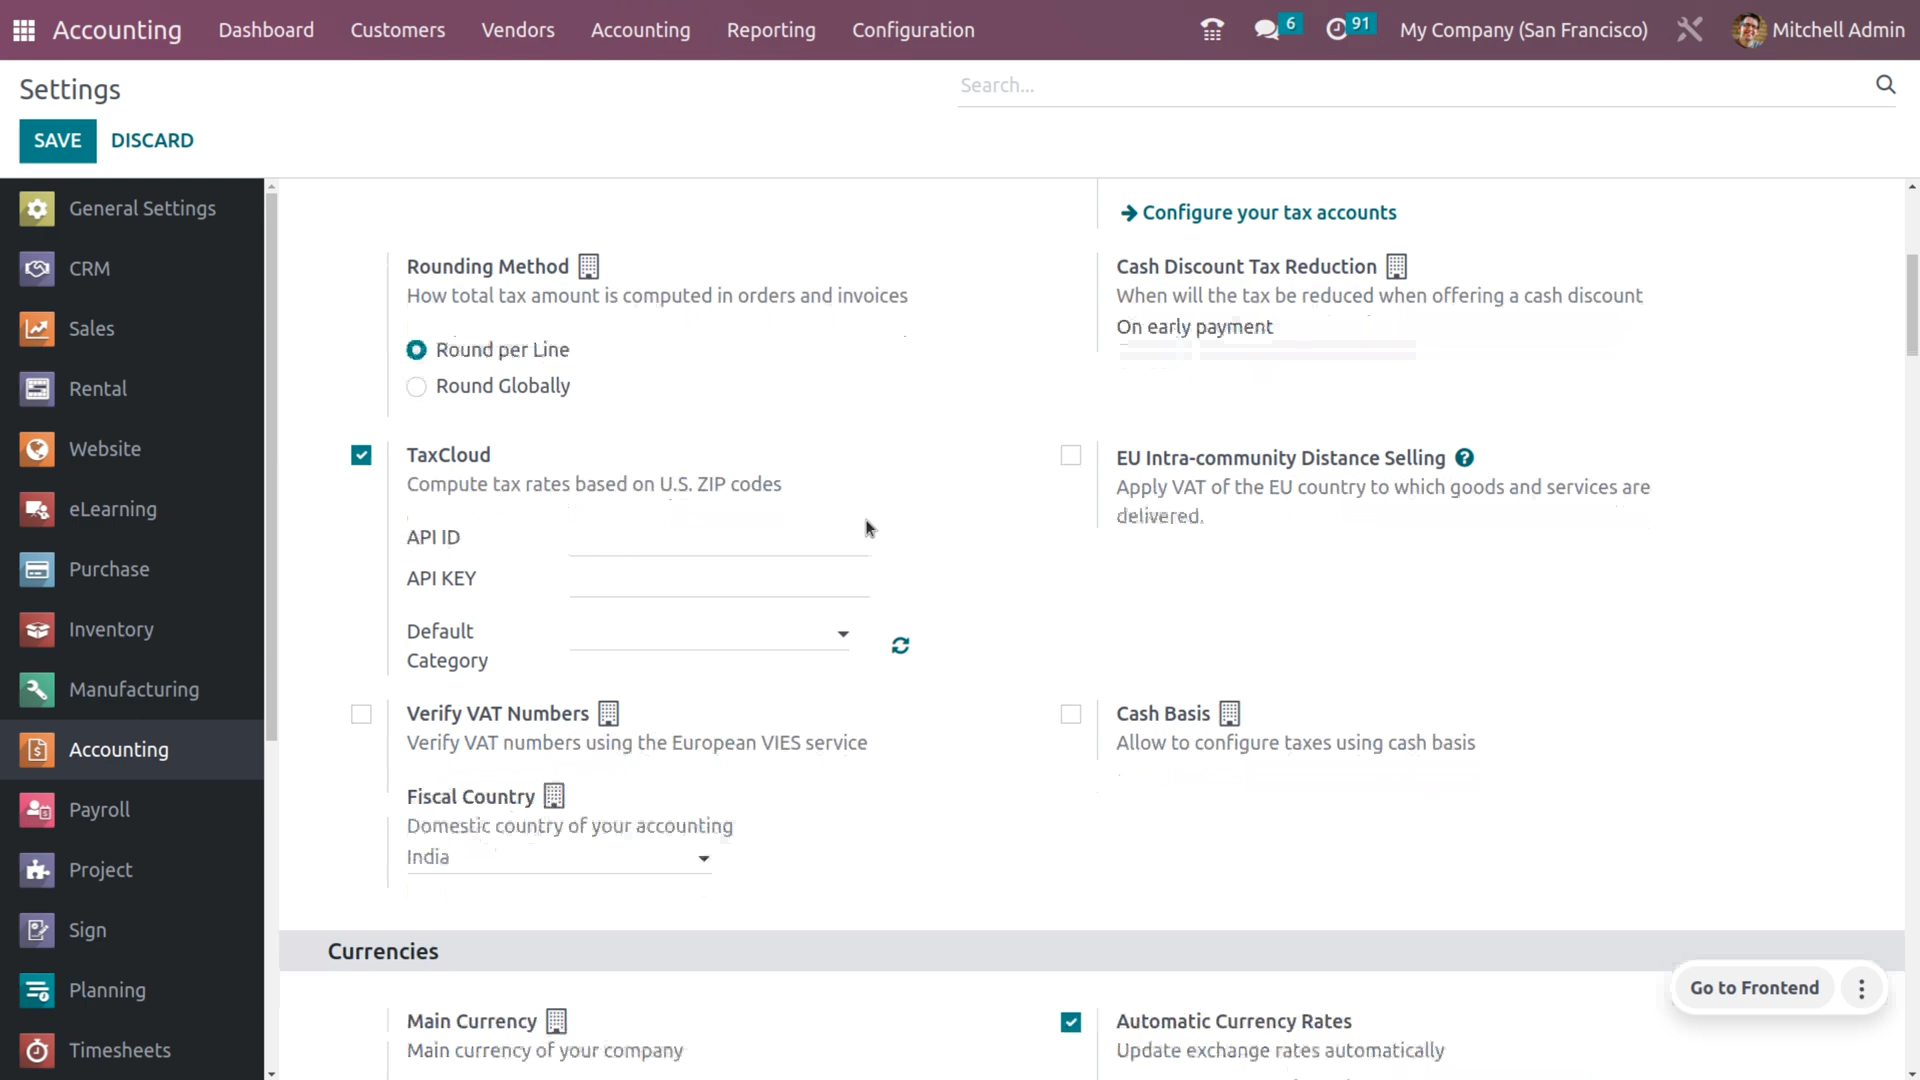 Accounting Dashboard Customers Vendors Accounting Reporting Configuration 6 91 My Company (San Francisco) Mitchell Admin
Settings Search...
SAVE DISCARD
General Settings
CRM
Sales
Rental
Website
eLearning
Purchase
Inventory
Manufacturing
Accounting
Payroll
Project
Sign
Planning
Timesheets
Configure your tax accounts
Rounding Method
How total tax amount is computed in orders and invoices
Round per Line
Round Globally
Cash Discount Tax Reduction
When will the tax be reduced when offering a cash discount
On early payment
TaxCloud
Compute tax rates based on U.S. ZIP codes
API ID
API KEY
Default
Category
EU Intra-community Distance Selling ?
Apply VAT of the EU country to which goods and services are
delivered.
Verify VAT Numbers
Verify VAT numbers using the European VIES service
Cash Basis
Allow to configure taxes using cash basis
Fiscal Country
Domestic country of your accounting
India
Currencies
Main Currency
Main currency of your company
Automatic Currency Rates
Update exchange rates automatically
Go to Frontend